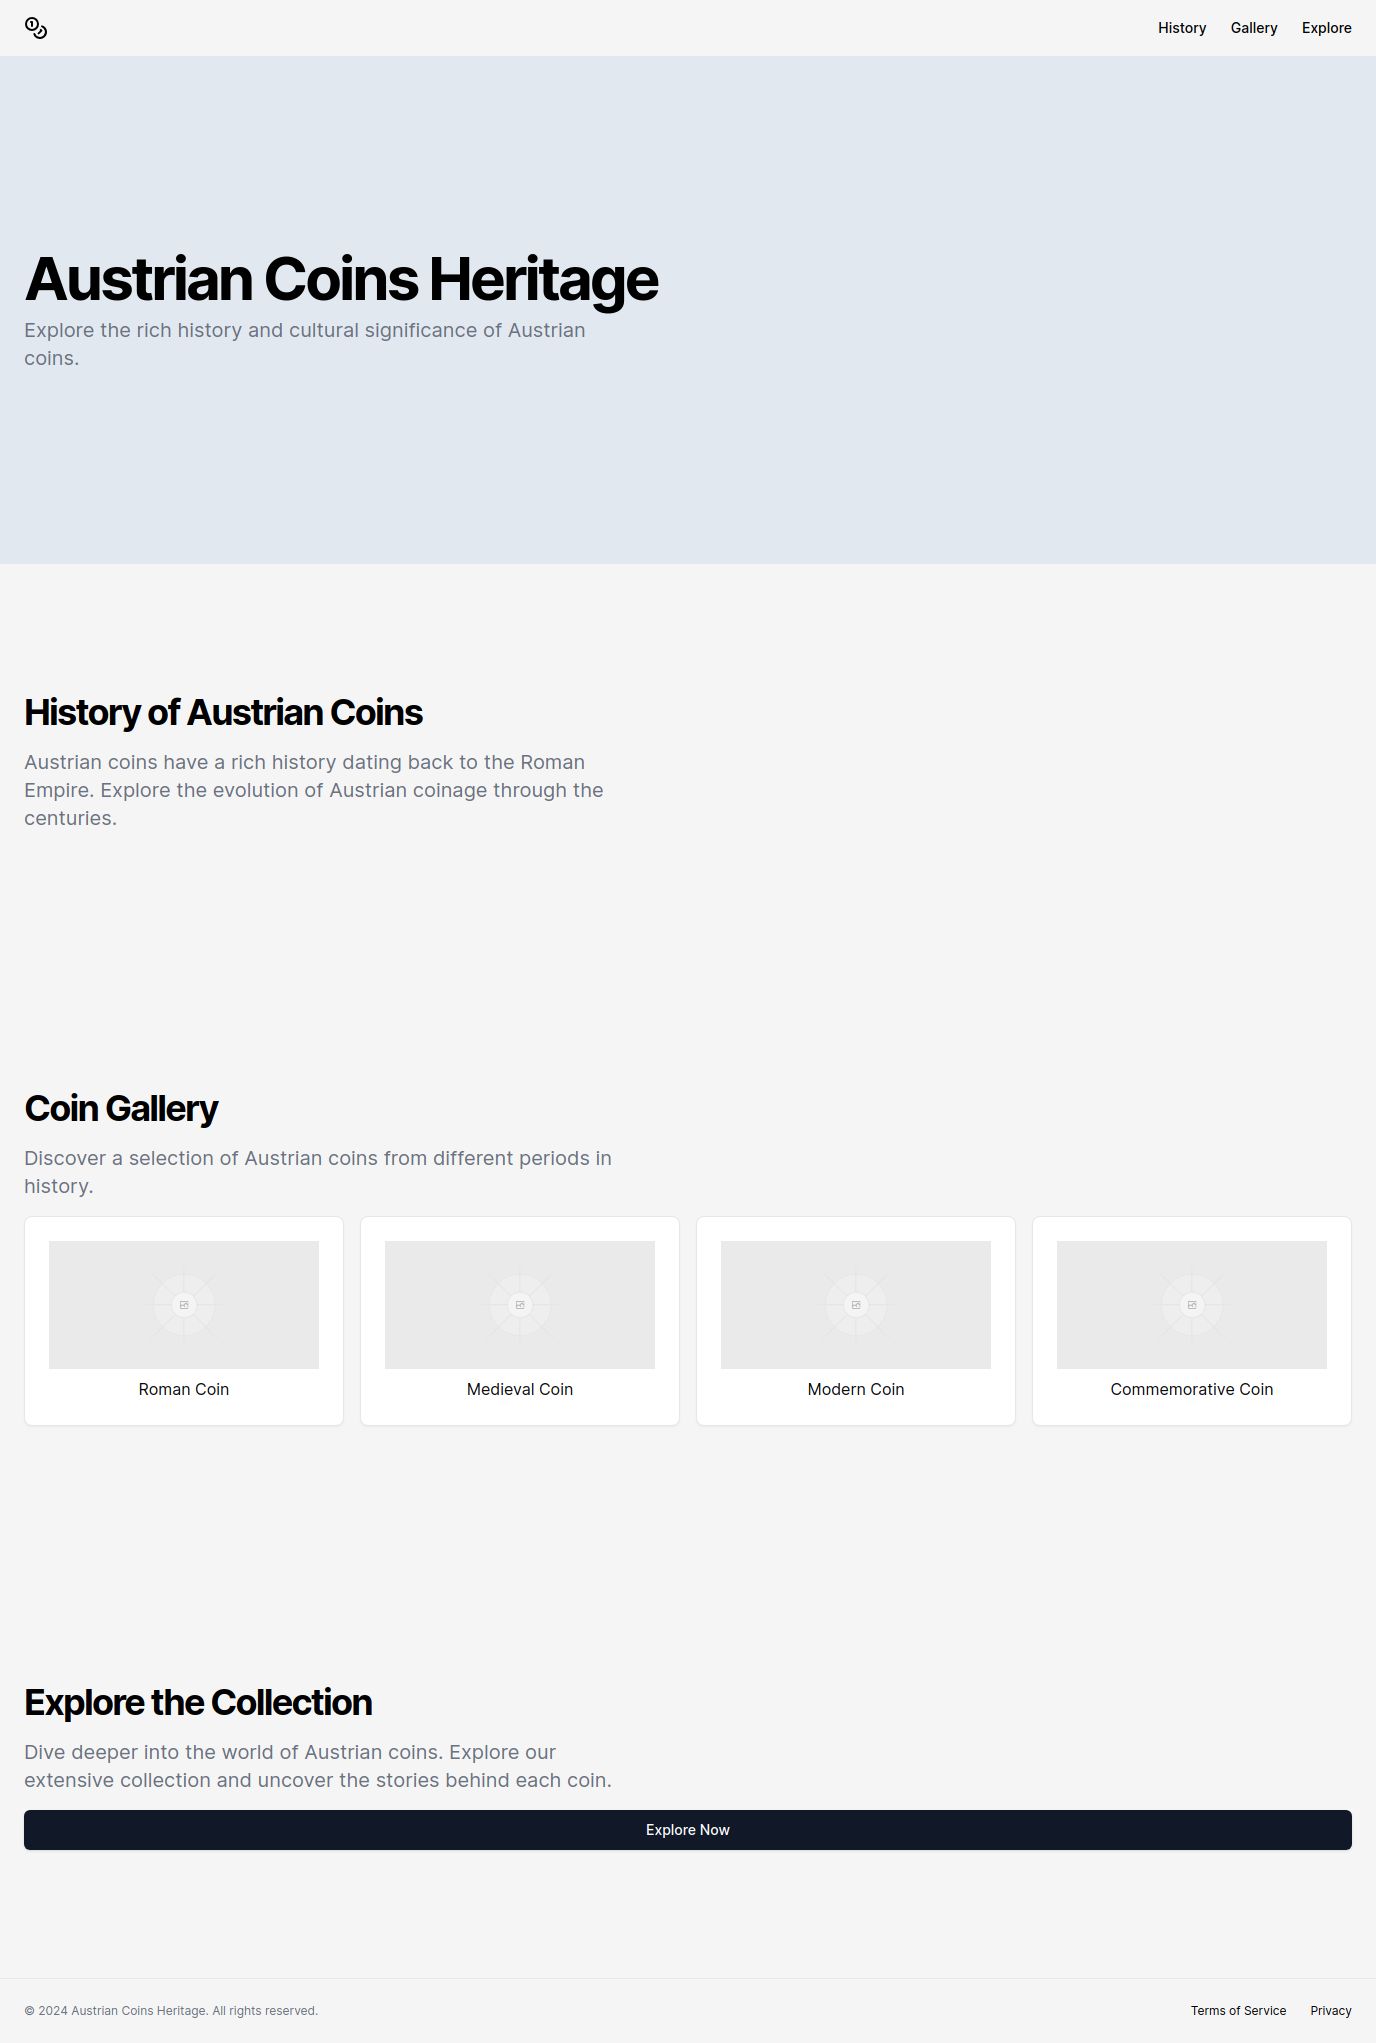 History Gallery Explore
Austrian Coins Heritage
Explore the rich history and cultural significance of Austrian
coins.
History of Austrian Coins
Austrian coins have a rich history dating back to the Roman
Empire. Explore the evolution of Austrian coinage through the
centuries.
Coin Gallery
Discover a selection of Austrian coins from different periods in
history.
Roman Coin
Medieval Coin
Modern Coin
Commemorative Coin
Explore the Collection
Dive deeper into the world of Austrian coins. Explore our
extensive collection and uncover the stories behind each coin.
Explore Now
© 2024 Austrian Coins Heritage. All rights reserved.
Terms of Service Privacy